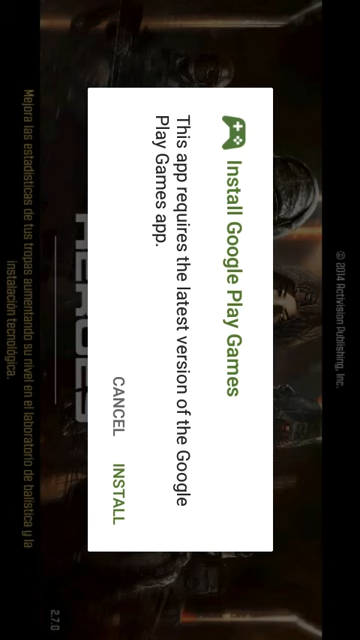 © 2014 Activision Publishing, Inc.
Install Google Play Games
This app requires the latest version of the Google
Play Games app.
CANCEL
INSTALL
HEROES
Mejora las estadísticas de tus tropas aumentando su nivel en el laboratorio de balística y la
instalación tecnológica.
2.7.0